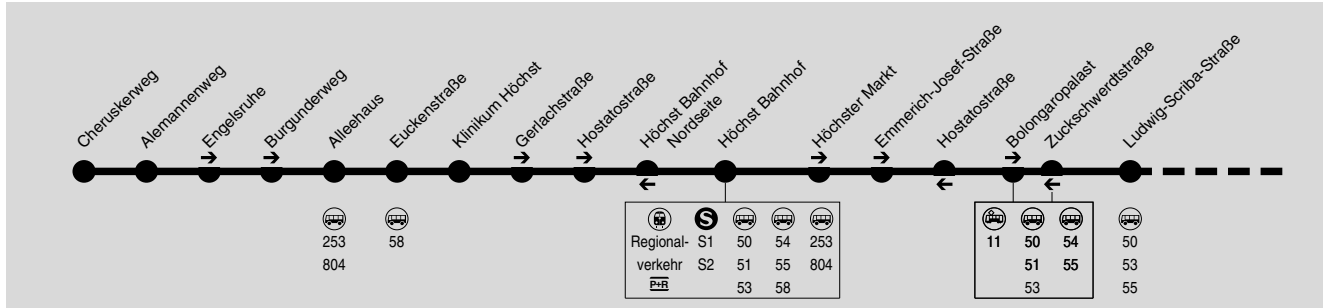 Cheruskerweg
Alemannenweg
Engelsruhe
Burgunderweg
Alleehaus
Euckenstraße
Klinikum Höchst
Gerlachstraße
Hostatostraße
Höchst Bahnhof
Nordseite
Höchst Bahnhof
Höchster Markt
Emmerich-Josef-Straße
Hostatostraße
Bolongaropalast
Zuckschwerdtstraße
Ludwig-Scriba-Straße
253
804
58
Regional-
verkehr
P+R
S
S1
S2
50
51
53
54
55
58
253
804
11
50
51
53
54
55
50
53
55